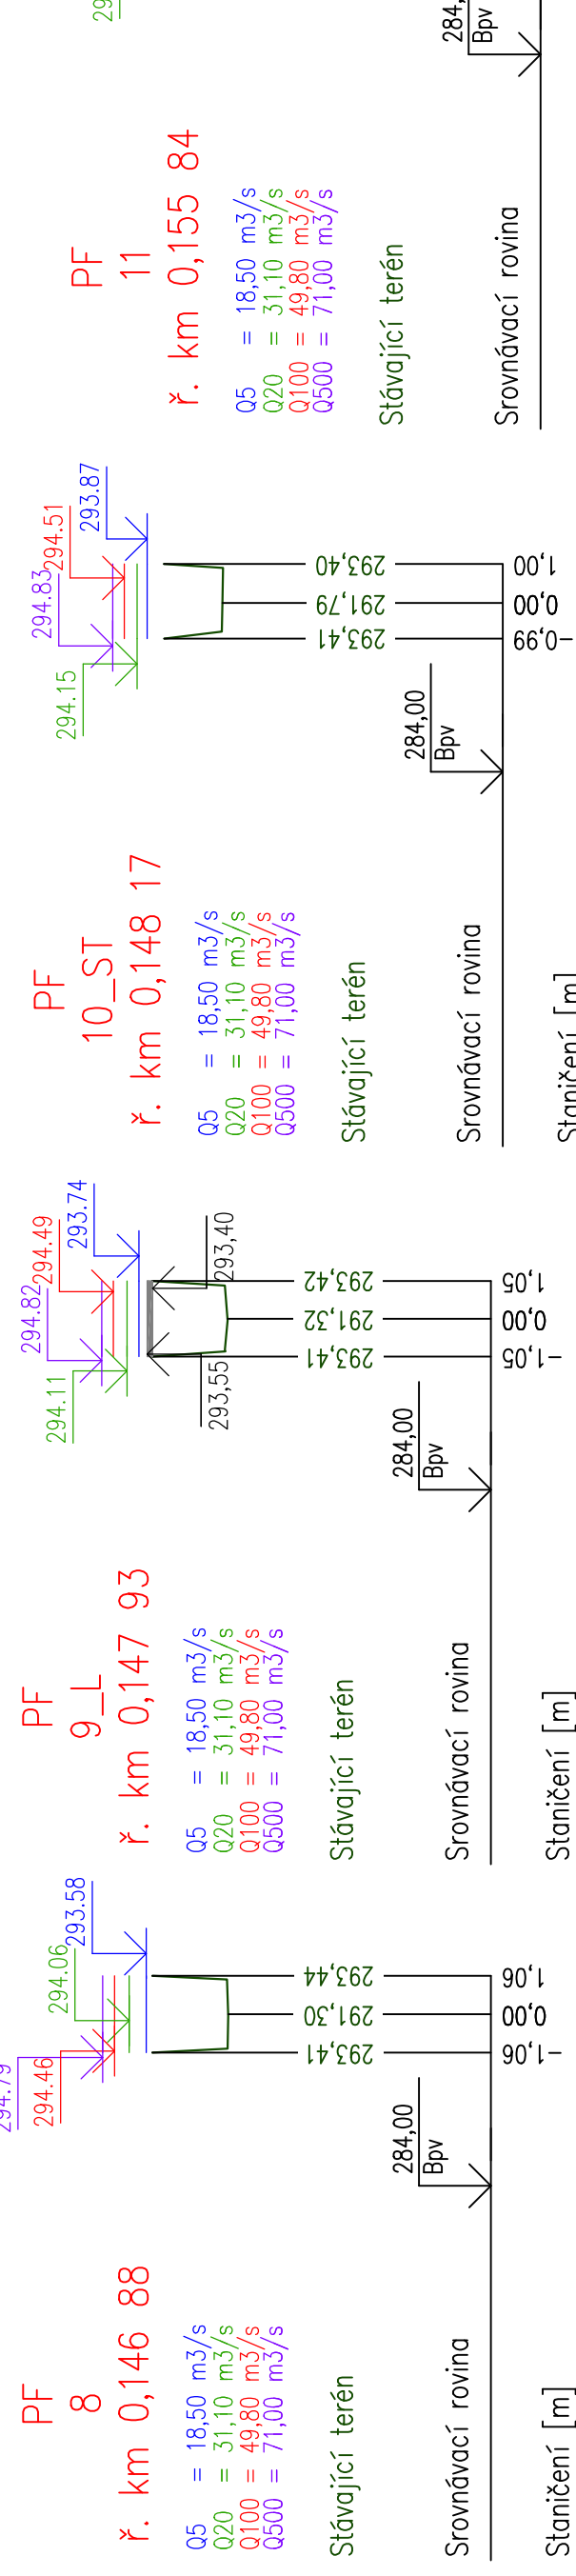 29
284,
Bpv
PF
11
ř. km 0,155 84
Q5 = 18,50 m3/s
Q20 = 31,10 m3/s
Q100 = 49,80 m3/s
Q500 = 71,00 m3/s
Stávající terén
Srovnávací rovina
294.15
294.83
294.51
293.87
293,41
291,79
293,40
-0,99
0,00
1,00
284,00
Bpv
PF
10_ST
ř. km 0,148 17
Q5 = 18,50 m3/s
Q20 = 31,10 m3/s
Q100 = 49,80 m3/s
Q500 = 71,00 m3/s
Stávající terén
Srovnávací rovina
Staničení [m]
294.11
294.82
294.49
293.74
293,55
293,40
293,41
291,32
293,42
-1,05
0,00
1,05
284,00
Bpv
PF
9_L
ř. km 0,147 93
Q5 = 18,50 m3/s
Q20 = 31,10 m3/s
Q100 = 49,80 m3/s
Q500 = 71,00 m3/s
Stávající terén
Srovnávací rovina
Staničení [m]
294.79
294.46
294.06
293.58
293,41
291,30
293,44
-1,06
0,00
1,06
284,00
Bpv
PF
8
ř. km 0,146 88
Q5 = 18,50 m3/s
Q20 = 31,10 m3/s
Q100 = 49,80 m3/s
Q500 = 71,00 m3/s
Stávající terén
Srovnávací rovina
Staničení [m]